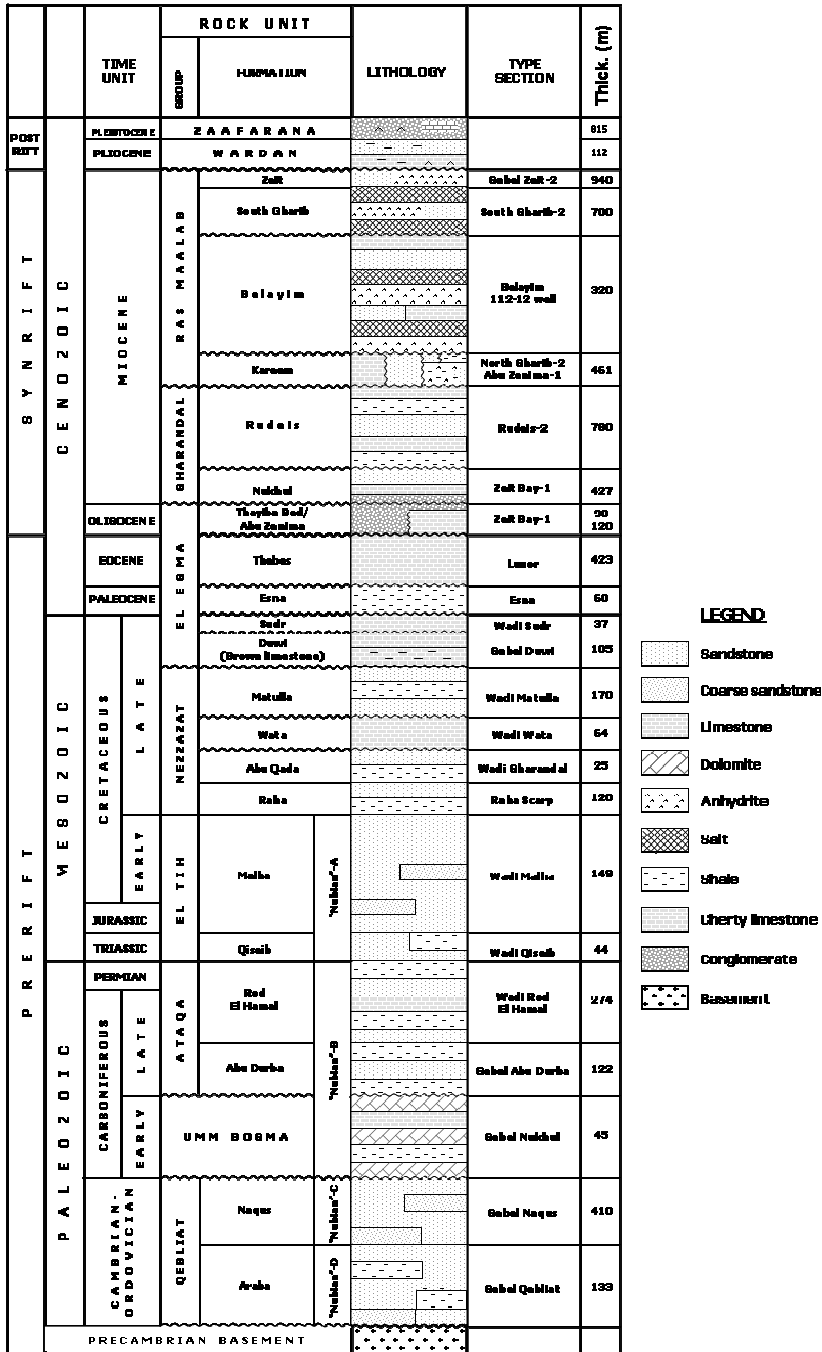 ROCK UNIT
TIME
UNIT
GROUP
FORMATION
LITHOLOGY
TYPE
SECTION
Thick. (m)
POST
RIFT
PLEISTOCENE
ZAAFARANA
815
PLIOCENE
WARDAN
112
SYNRIFT
CENOZOIC
MIOCENE
RAS MAALAB
Zeit
Gebel Zeit-2
940
South Gharib
South Gharib-2
700
Belayim
Belayim
112-12 well
320
Kareem
North Gharib-2
Abu Zenima-1
461
GHARANDAL
Rudeis
Rudeis-2
780
Nukhul
Zeit Bay-1
427
OLIGOCENE
Thayiba Bed/
Abu Zenima
Zeit Bay-1
90
120
PRERIFT
EL EGMA
EOCENE
Thebes
Luxor
423
PALEOCENE
Esna
Esna
60
MESOZOIC
CRETACEOUS
LATE
Sudr
Wadi Sudr
37
Duwi
(Brown limestone)
Gebel Duwi
105
NEZZAZAT
Matulla
Wadi Matulla
170
Wata
Wadi Wata
64
Abu Qada
Wadi Gharandal
25
Raha
Raha Scarp
120
EARLY
EL TIH
Malha
"Nubian"-A
Wadi Malha
149
JURASSIC
TRIASSIC
Qiseib
Wadi Qiseib
44
PALEOZOIC
PERMIAN
CARBONIFEROUS
LATE
ATAQA
Rod
El Hamal
"Nubian"-B
Wadi Rod
El Hamal
274
Abu Durba
Gebel Abu Durba
122
EARLY
UMM BOGMA
Gebel Nukhul
45
CAMBRIAN-
ORDOVICIAN
QEBLIAT
Naqus
"Nubian"-C
Gebel Naqus
410
Araba
"Nubian"-D
Gebel Qebliat
133
PRECAMBRIAN BASEMENT
LEGEND
Sandstone
Coarse sandstone
Limestone
Dolomite
Anhydrite
Salt
Shale
Cherty limestone
Conglomerate
Basement